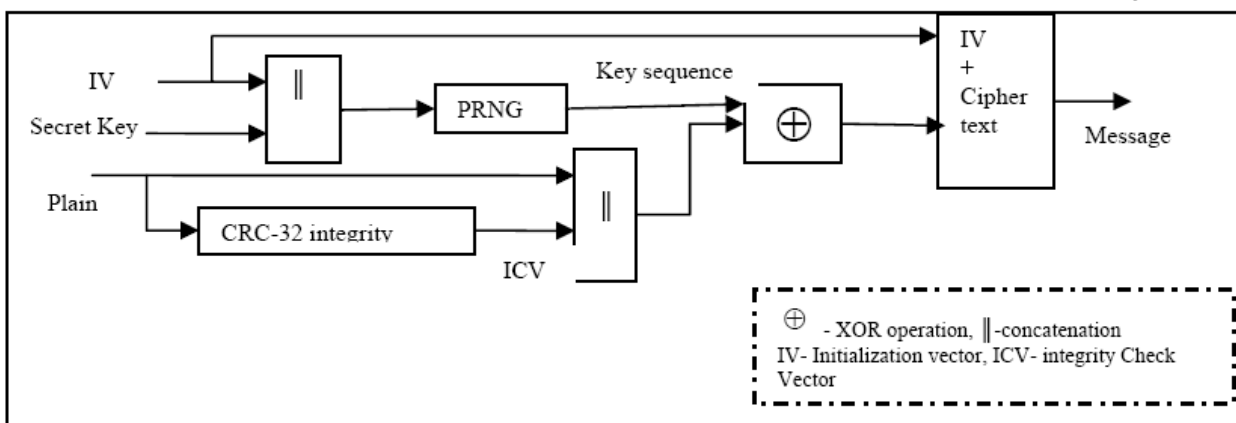 IV
‖
Secret Key
PRNG
Key sequence
⊕
IV
+
Cipher
text
Message
Plain
CRC-32 integrity
ICV
‖
⊕ - XOR operation, ‖-concatenation
IV- Initialization vector, ICV- integrity Check
Vector